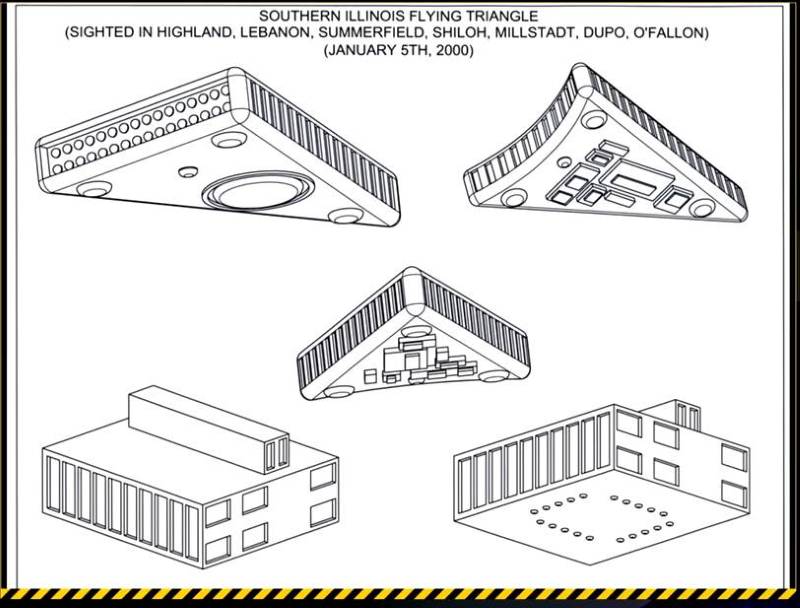 SOUTHERN ILLINOIS FLYING TRIANGLE
(SIGHTED IN HIGHLAND, LEBANON, SUMMERFIELD, SHILOH, MILLSTADT, DUPO, O'FALLON)
(JANUARY 5TH, 2000)